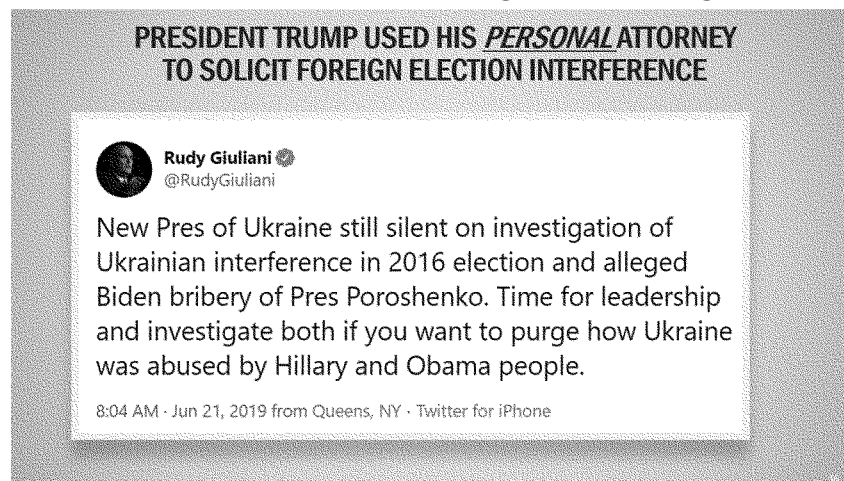 PRESIDENT TRUMP USED HIS PERSONAL ATTORNEY
TO SOLICIT FOREIGN ELECTION INTERFERENCE
Rudy Giuliani
@RudyGiuliani
New Pres of Ukraine still silent on investigation of
Ukrainian interference in 2016 election and alleged
Biden bribery of Pres Poroshenko. Time for leadership
and investigate both if you want to purge how Ukraine
was abused by Hillary and Obama people.
8:04 AM · Jun 21, 2019 from Queens, NY · Twitter for iPhone